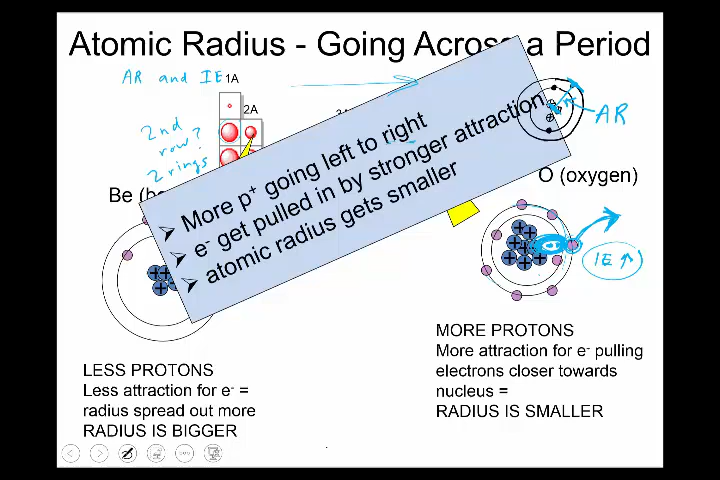 Atomic Radius - Going Across a Period
AR and IE
1A
2A
2nd
row?
2 rings
AR
More p+ going left to right
e- get pulled in by stronger attraction
atomic radius gets smaller
Be (b
O (oxygen)
IE ↑
LESS PROTONS
Less attraction for e- =
radius spread out more
RADIUS IS BIGGER
MORE PROTONS
More attraction for e- pulling
electrons closer towards
nucleus =
RADIUS IS SMALLER